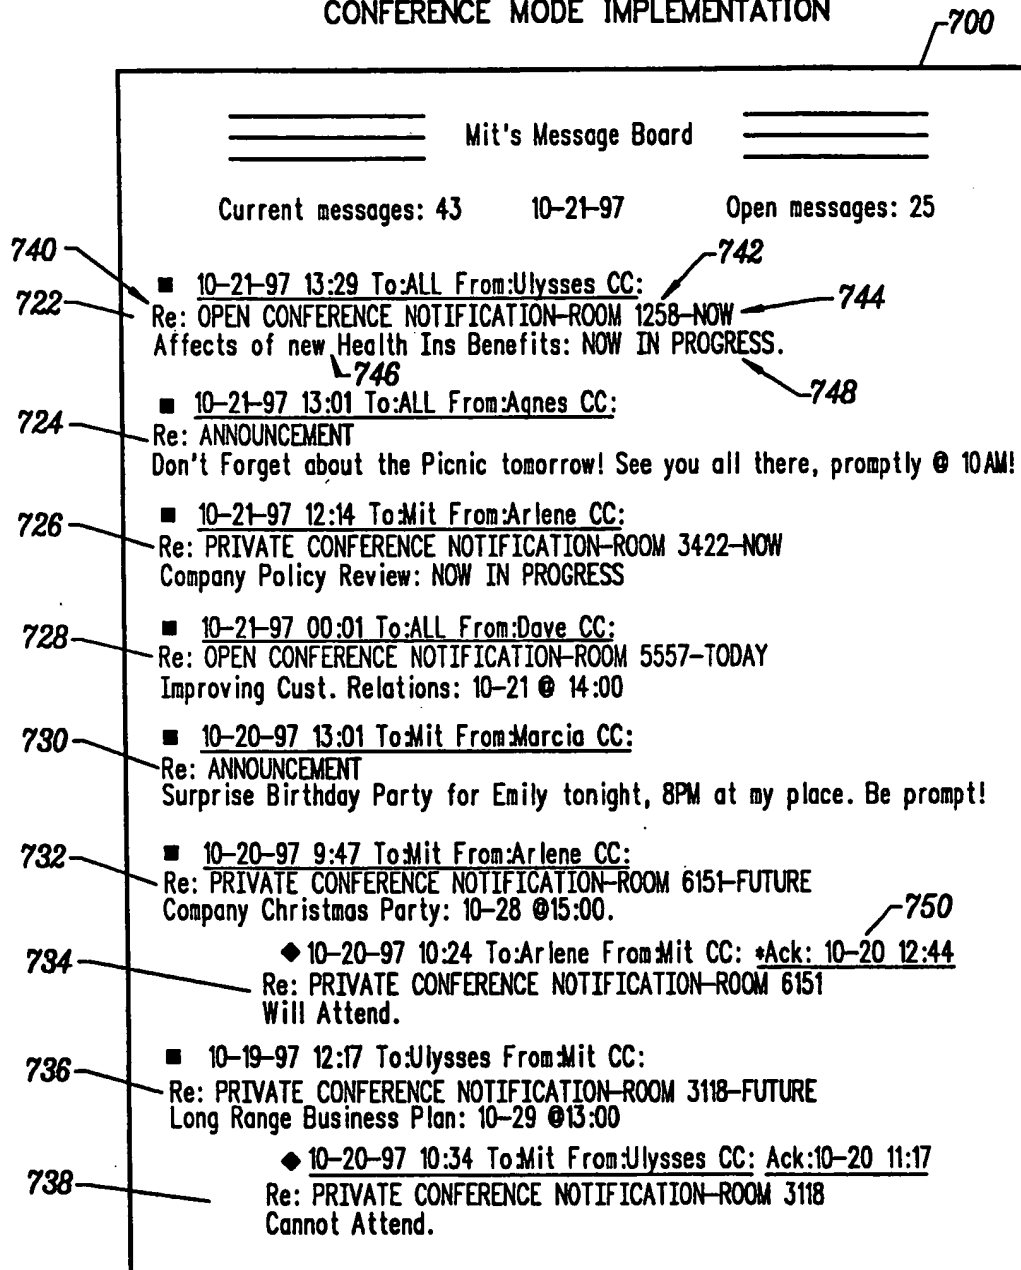 CONFERENCE MODE IMPLEMENTATION
700
Mit's Message Board
Current messages: 43 10-21-97 Open messages: 25
740
742
■ 10-21-97 13:29 To:ALL From:Ulysses CC:
722
744
Re: OPEN CONFERENCE NOTIFICATION-ROOM 1258-NOW
Affects of new Health Ins Benefits: NOW IN PROGRESS.
746
748
■ 10-21-97 13:01 To:ALL From:Agnes CC:
724
Re: ANNOUNCEMENT
Don't Forget about the Picnic tomorrow! See you all there, promptly @ 10AM!
■ 10-21-97 12:14 To:Mit From:Arlene CC:
726
Re: PRIVATE CONFERENCE NOTIFICATION-ROOM 3422-NOW
Company Policy Review: NOW IN PROGRESS
■ 10-21-97 00:01 To:ALL From:Dave CC:
728
Re: OPEN CONFERENCE NOTIFICATION-ROOM 5557-TODAY
Improving Cust. Relations: 10-21 @ 14:00
730
■ 10-20-97 13:01 To:Mit From:Marcia CC:
Re: ANNOUNCEMENT
Surprise Birthday Party for Emily tonight, 8PM at my place. Be prompt!
732
■ 10-20-97 9:47 To:Mit From:Arlene CC:
Re: PRIVATE CONFERENCE NOTIFICATION-ROOM 6151-FUTURE
Company Christmas Party: 10-28 @15:00.
750
734
◆ 10-20-97 10:24 To:Arlene From:Mit CC: *Ack: 10-20 12:44
Re: PRIVATE CONFERENCE NOTIFICATION-ROOM 6151
Will Attend.
■ 10-19-97 12:17 To:Ulysses From:Mit CC:
736
Re: PRIVATE CONFERENCE NOTIFICATION-ROOM 3118-FUTURE
Long Range Business Plan: 10-29 @13:00
◆ 10-20-97 10:34 To:Mit From:Ulysses CC: Ack:10-20 11:17
738
Re: PRIVATE CONFERENCE NOTIFICATION-ROOM 3118
Cannot Attend.